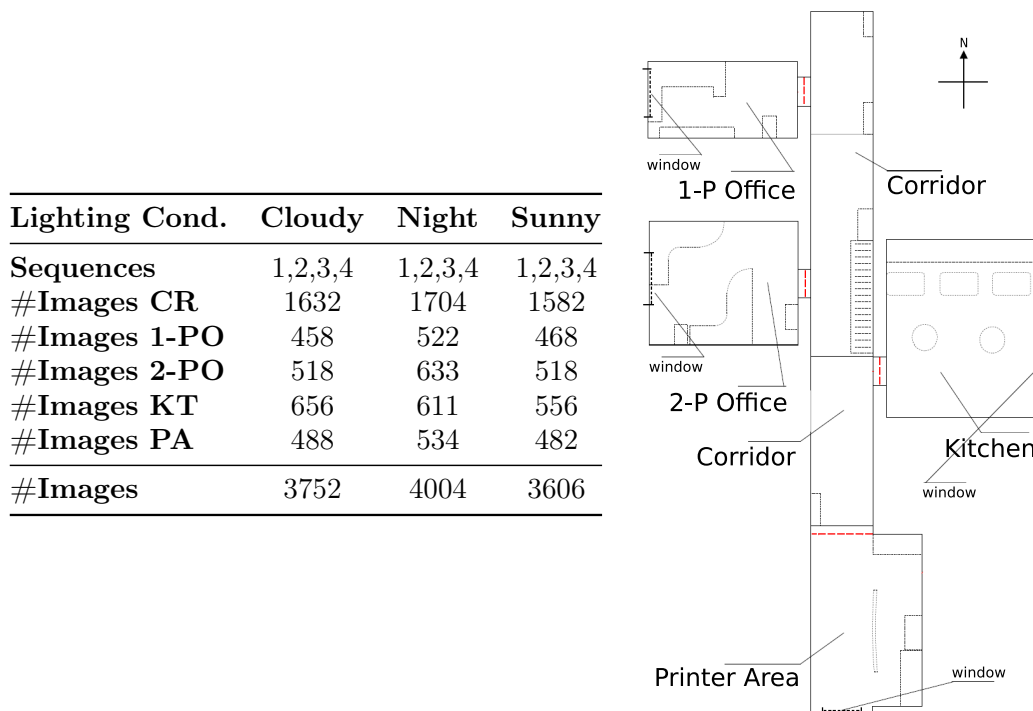 Lighting Cond. Cloudy Night Sunny
Sequences 1,2,3,4 1,2,3,4 1,2,3,4
#Images CR 1632 1704 1582
#Images 1-PO 458 522 468
#Images 2-PO 518 633 518
#Images KT 656 611 556
#Images PA 488 534 482
#Images 3752 4004 3606
N
window
1-P Office
Corridor
window
2-P Office
Corridor
Kitchen
window
Printer Area
window